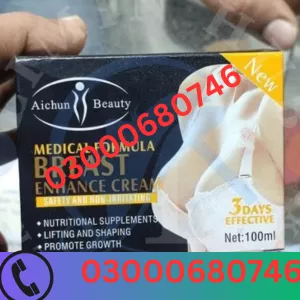 Aichun Beauty
New
MEDICAL FORMULA
BREAST
ENHANCE CREAM
SAFETY AND NON IRRITATING
• NUTRITIONAL SUPPLEMENTS
• LIFTING AND SHAPING
• PROMOTE GROWTH
3 DAYS
EFFECTIVE
Net:100ml
03000680746
03000680746